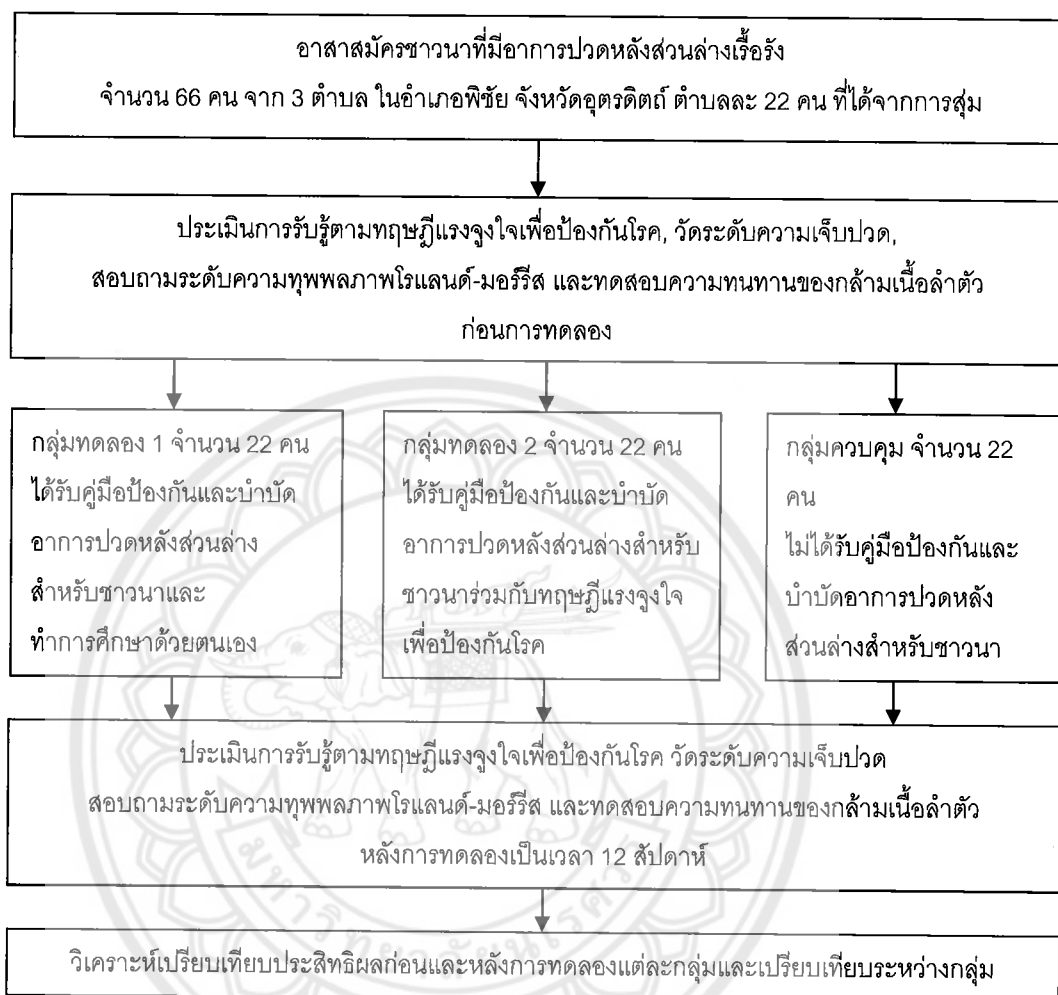 อาสาสมัครชาวนาที่มีอาการปวดหลังส่วนล่างเรื้อรัง
จำนวน 66 คน จาก 3 ตำบล ในอำเภอพิชัย จังหวัดอุตรดิตถ์ ตำบลละ 22 คน ที่ได้จากการสุ่ม
ประเมินการรับรู้ตามทฤษฎีแรงจูงใจเพื่อป้องกันโรค, วัดระดับความเจ็บปวด,
สอบถามระดับความทุพพลภาพโรแลนด์-มอร์รีส และทดสอบความทนทานของกล้ามเนื้อลำตัว
ก่อนการทดลอง
กลุ่มทดลอง 1 จำนวน 22 คน
ได้รับคู่มือป้องกันและบำบัด
อาการปวดหลังส่วนล่าง
สำหรับชาวนาและ
ทำการศึกษาด้วยตนเอง
กลุ่มทดลอง 2 จำนวน 22 คน
ได้รับคู่มือป้องกันและบำบัด
อาการปวดหลังส่วนล่างสำหรับ
ชาวนาร่วมกับทฤษฎีแรงจูงใจ
เพื่อป้องกันโรค
กลุ่มควบคุม จำนวน 22
คน
ไม่ได้รับคู่มือป้องกันและ
บำบัดอาการปวดหลัง
ส่วนล่างสำหรับชาวนา
ประเมินการรับรู้ตามทฤษฎีแรงจูงใจเพื่อป้องกันโรค วัดระดับความเจ็บปวด
สอบถามระดับความทุพพลภาพโรแลนด์-มอร์รีส และทดสอบความทนทานของกล้ามเนื้อลำตัว
หลังการทดลองเป็นเวลา 12 สัปดาห์
วิเคราะห์เปรียบเทียบประสิทธิผลก่อนและหลังการทดลองแต่ละกลุ่มและเปรียบเทียบระหว่างกลุ่ม
มหาวิทยาลัยนเรศวร